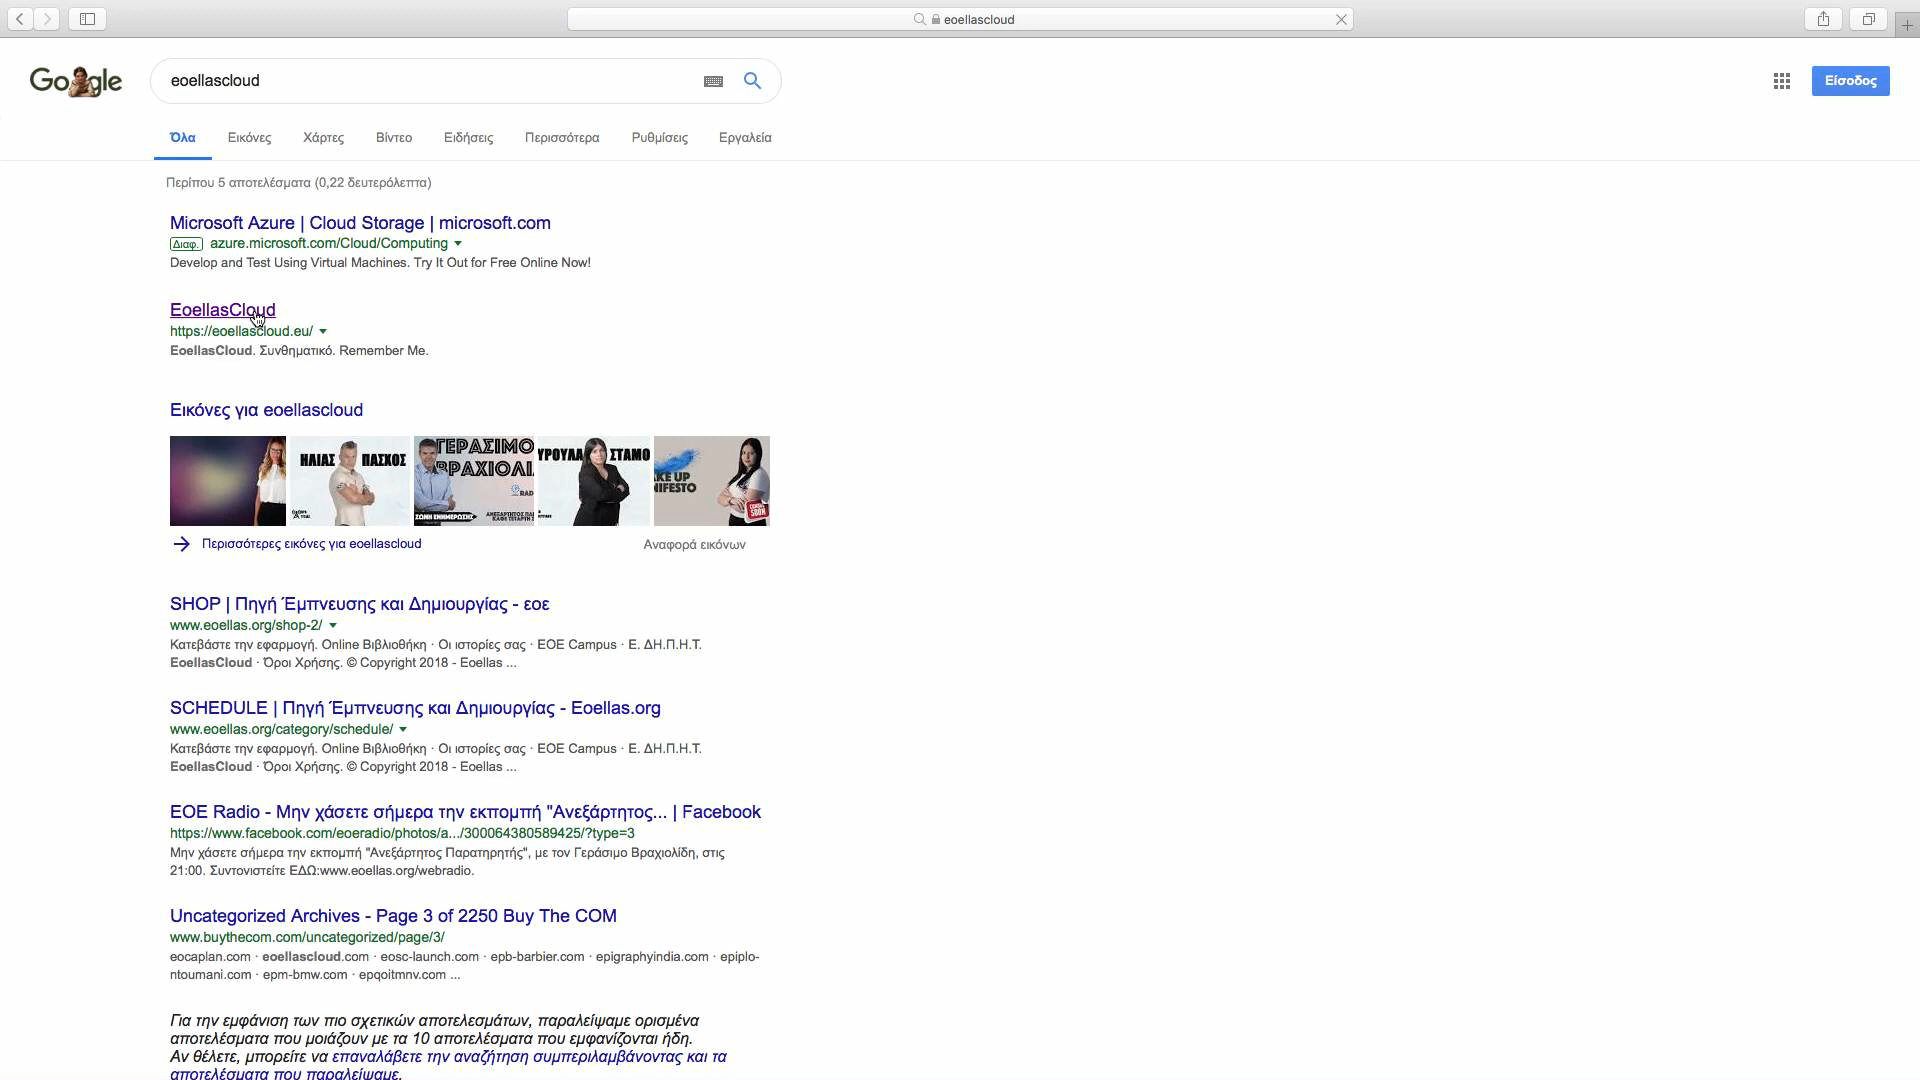 eoellascloud
Google
eoellascloud
Είσοδος
Όλα
Εικόνες
Χάρτες
Βίντεο
Ειδήσεις
Περισσότερα
Ρυθμίσεις
Εργαλεία
Περίπου 5 αποτελέσματα (0,22 δευτερόλεπτα)
Microsoft Azure | Cloud Storage | microsoft.com
Διαφ. azure.microsoft.com/Cloud/Computing
Develop and Test Using Virtual Machines. Try It Out for Free Online Now!
EoellasCloud
https://eoellascloud.eu/
EoellasCloud. Συνθηματικό. Remember Me.
Εικόνες για eoellascloud
ΗΛΙΑΣ ΠΑΣΚΟΣ
ΓΕΡΑΣΙΜΟ
ΒΡΑΧΙΟΛΙ
RAD
ΖΩΝΗ ΕΝΗΜΕΡΩΣΗΣ
ΥΡΟΥΛΑ ΣΤΑΜΟ
KE UP
NIFESTO
Περισσότερες εικόνες για eoellascloud
Αναφορά εικόνων
SHOP | Πηγή Έμπνευσης και Δημιουργίας - εοε
www.eoellas.org/shop-2/
Κατεβάστε την εφαρμογή. Online Βιβλιοθήκη · Οι ιστορίες σας · ΕΟΕ Campus · Ε. ΔΗ.Π.Η.Τ.
EoellasCloud · Όροι Χρήσης. © Copyright 2018 - Eoellas ...
SCHEDULE | Πηγή Έμπνευσης και Δημιουργίας - Eoellas.org
www.eoellas.org/category/schedule/
Κατεβάστε την εφαρμογή. Online Βιβλιοθήκη · Οι ιστορίες σας · ΕΟΕ Campus · Ε. ΔΗ.Π.Η.Τ.
EoellasCloud · Όροι Χρήσης. © Copyright 2018 - Eoellas ...
EOE Radio - Μην χάσετε σήμερα την εκπομπή "Ανεξάρτητος... | Facebook
https://www.facebook.com/eoeradio/photos/a.../300064380589425/?type=3
Μην χάσετε σήμερα την εκπομπή "Ανεξάρτητος Παρατηρητής", με τον Γεράσιμο Βραχιολίδη, στις
21:00. Συντονιστείτε ΕΔΩ:www.eoellas.org/webradio.
Uncategorized Archives - Page 3 of 2250 Buy The COM
www.buythecom.com/uncategorized/page/3/
eocaplan.com · eoellascloud.com · eosc-launch.com · epb-barbier.com · epigraphyindia.com · epiplo-
ntoumani.com · epm-bmw.com · epqoitmnv.com ...
Για την εμφάνιση των πιο σχετικών αποτελεσμάτων, παραλείψαμε ορισμένα
αποτελέσματα που μοιάζουν με τα 10 αποτελέσματα που εμφανίζονται ήδη.
Αν θέλετε, μπορείτε να επαναλάβετε την αναζήτηση συμπεριλαμβάνοντας και τα
αποτελέσματα που παραλείψαμε.